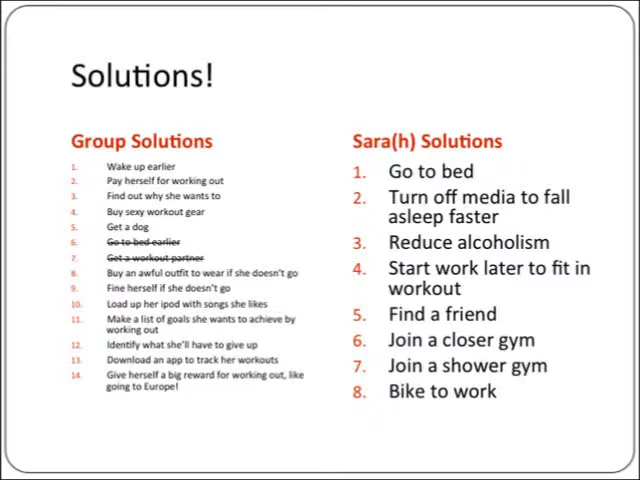 Solutions!
Group Solutions
1. Wake up earlier
2. Pay herself for working out
3. Find out why she wants to
4. Buy sexy workout gear
5. Get a dog
6. Go to bed earlier
7. Get a workout partner
8. Buy an awful outfit to wear if she doesn't go
9. Fine herself if she doesn't go
10. Load up her ipod with songs she likes
11. Make a list of goals she wants to achieve by
working out
12. Identify what she'll have to give up
13. Download an app to track her workouts
14. Give herself a big reward for working out, like
going to Europe!
Sara(h) Solutions
1. Go to bed
2. Turn off media to fall
asleep faster
3. Reduce alcoholism
4. Start work later to fit in
workout
5. Find a friend
6. Join a closer gym
7. Join a shower gym
8. Bike to work